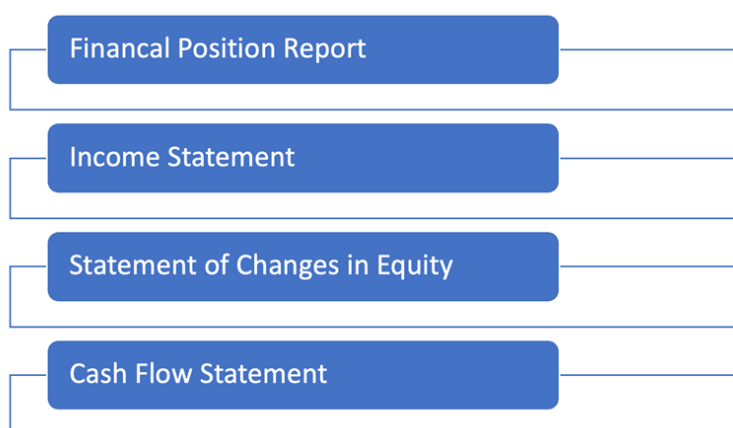 Financal Position Report
Income Statement
Statement of Changes in Equity
Cash Flow Statement